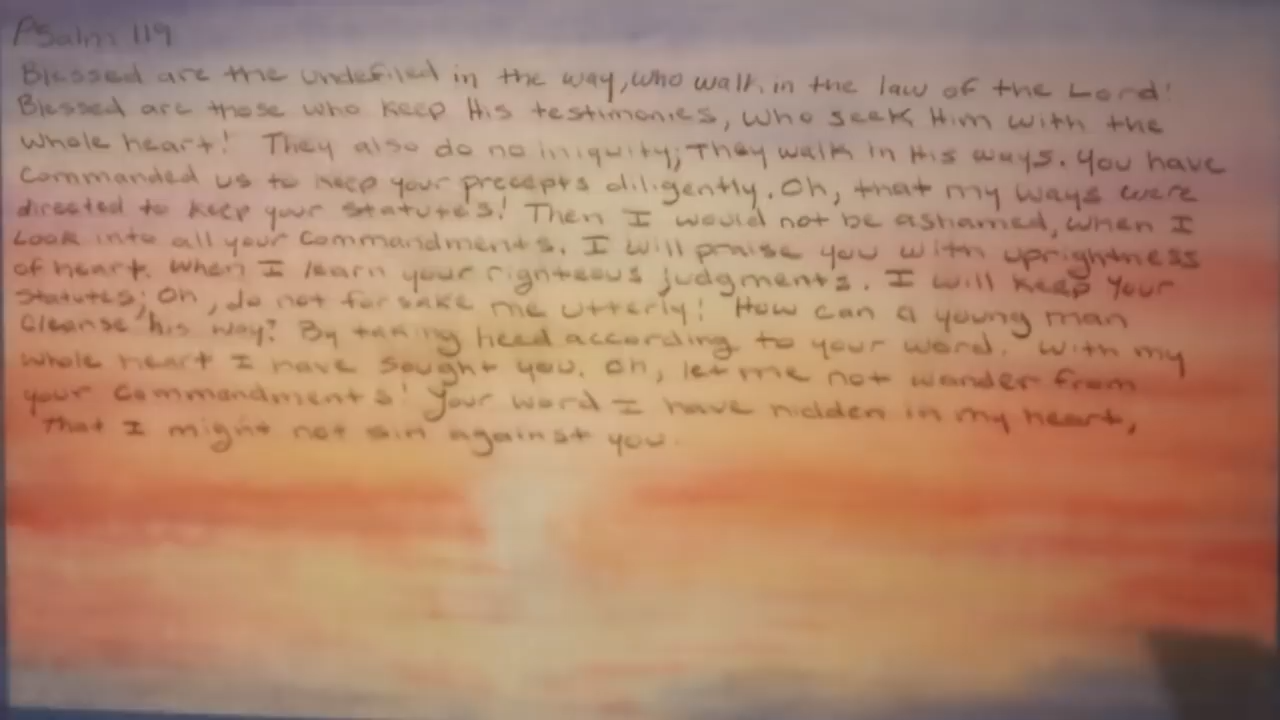 Psalm 119
Blessed are the undefiled in the way, who walk in the law of the Lord!
Blessed are those who keep His testimonies, who seek Him with the
whole heart! They also do no iniquity; They walk in His ways. You have
Commanded us to keep your precepts diligently. Oh, that my ways were
directed to keep your statutes! Then I would not be ashamed, when I
Look into all your Commandments. I will praise you with uprightness
of heart. When I learn your righteous judgments. I will keep Your
Statutes; Oh, do not forsake me utterly! How can a young man
Cleanse his way? By taking heed according to your word. With my
whole heart I have sought you. Oh, let me not wander from
your Commandments! Your word I have hidden in my heart,
That I might not sin against you.